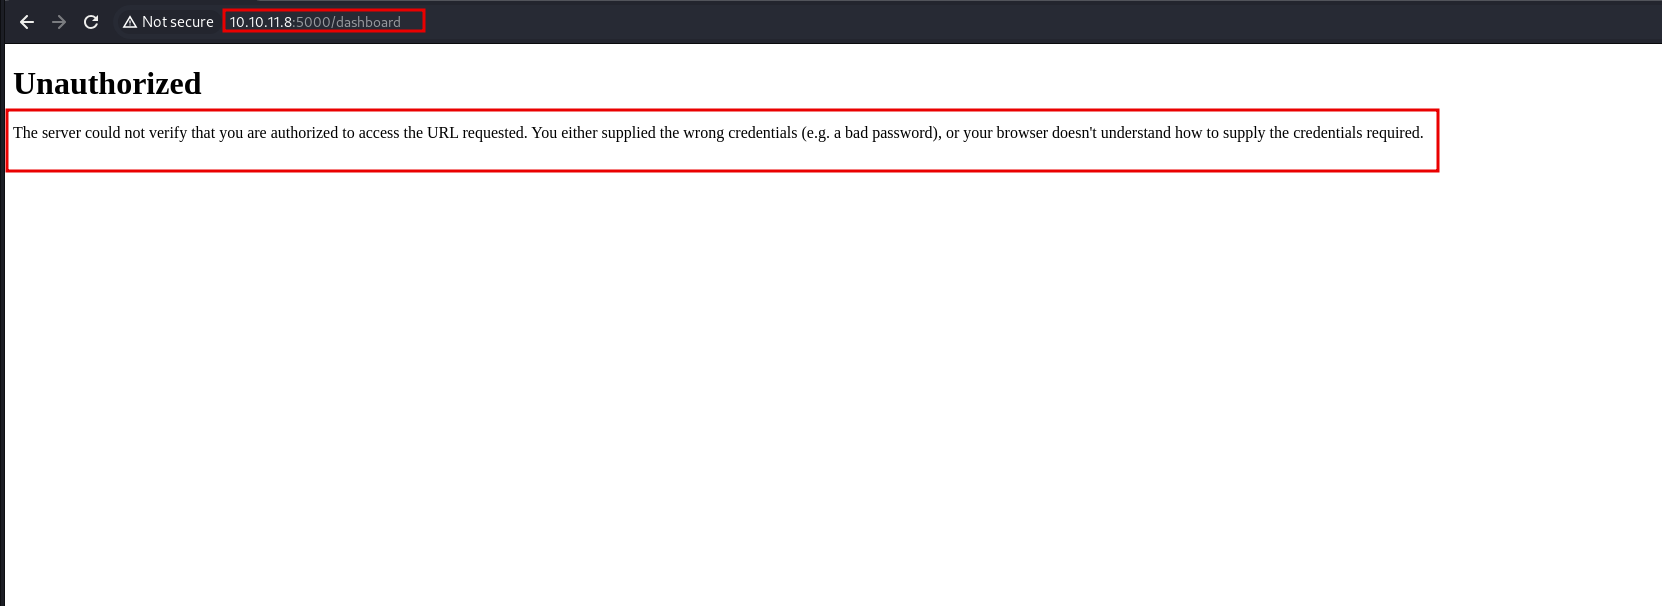 Not secure 10.10.11.8:5000/dashboard
Unauthorized
The server could not verify that you are authorized to access the URL requested. You either supplied the wrong credentials (e.g. a bad password), or your browser doesn't understand how to supply the credentials required.